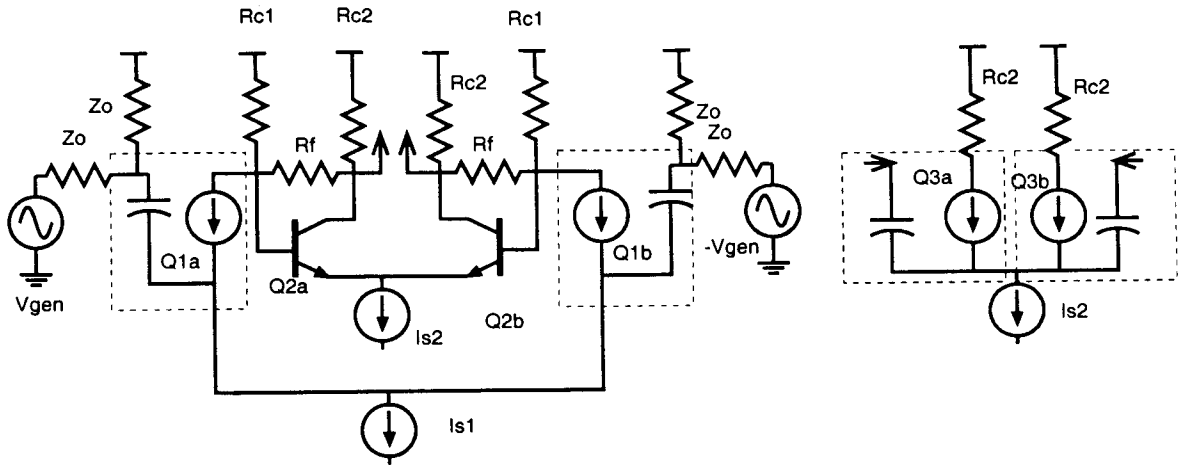 Rc1
Rc2
Rc1
Rc2
Rc2
Rc2
Zo
Zo
Zo
Zo
Rf
Rf
Q3a
Q3b
Q1a
Q1b
-Vgen
Q2a
Vgen
Q2b
Is2
Is2
Is1